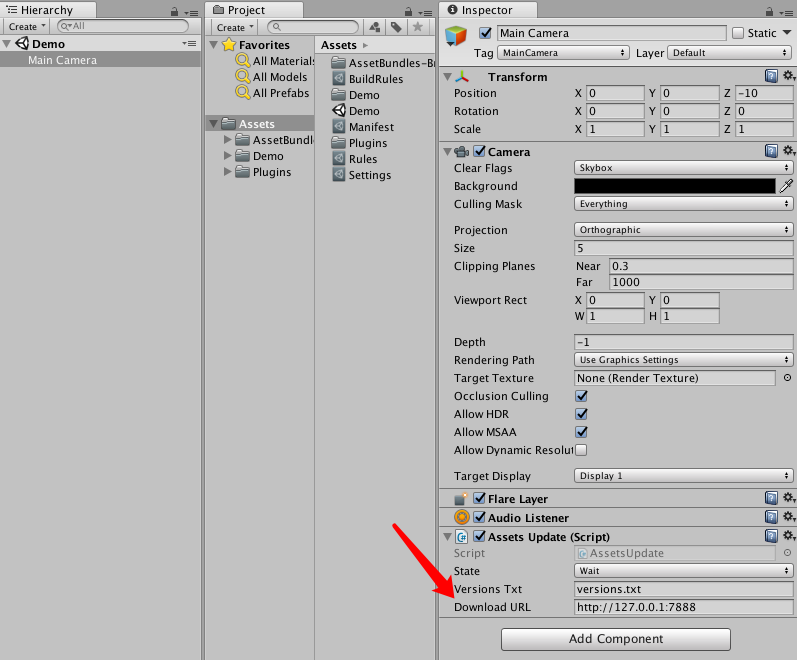 Hierarchy
Create
All
Demo
Main Camera
Project
Create
Favorites
All Materials
All Models
All Prefabs
Assets
AssetBundl
Demo
Plugins
Assets
AssetBundles-Bu
BuildRules
Demo
Demo
Manifest
Plugins
Rules
Settings
Inspector
Main Camera Static
Tag MainCamera Layer Default
Transform
Position X 0 Y 0 Z -10
Rotation X 0 Y 0 Z 0
Scale X 1 Y 1 Z 1
Camera
Clear Flags Skybox
Background
Culling Mask Everything
Projection Orthographic
Size 5
Clipping Planes Near 0.3
Far 1000
Viewport Rect X 0 Y 0
W 1 H 1
Depth -1
Rendering Path Use Graphics Settings
Target Texture None (Render Texture)
Occlusion Culling
Allow HDR
Allow MSAA
Allow Dynamic Resolut
Target Display Display 1
Flare Layer
Audio Listener
C# Assets Update (Script)
Script AssetsUpdate
State Wait
Versions Txt versions.txt
Download URL http://127.0.0.1:7888
Add Component